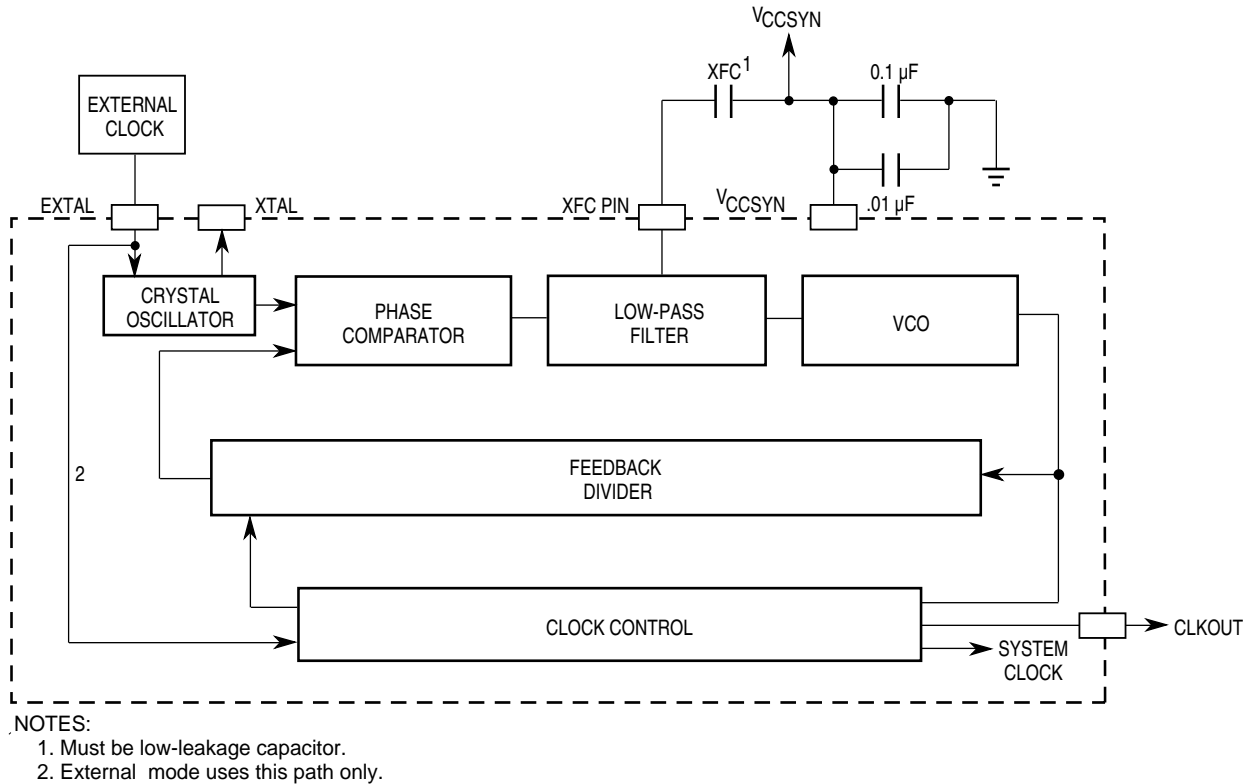 VCCSYN
XFC1
0.1 µF
EXTERNAL
CLOCK
EXTAL
XTAL
XFC PIN
VCCSYN
.01 µF
CRYSTAL
OSCILLATOR
PHASE
COMPARATOR
LOW-PASS
FILTER
VCO
2
FEEDBACK
DIVIDER
CLOCK CONTROL
CLKOUT
SYSTEM
CLOCK
NOTES:
1. Must be low-leakage capacitor.
2. External mode uses this path only.